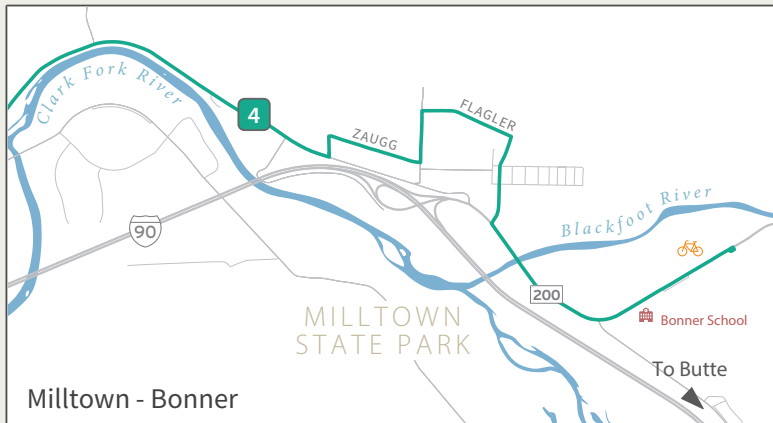 Clark Fork River
4
ZAUGG
FLAGLER
90
Blackfoot River
200
MILLTOWN
STATE PARK
Bonner School
To Butte
Milltown - Bonner